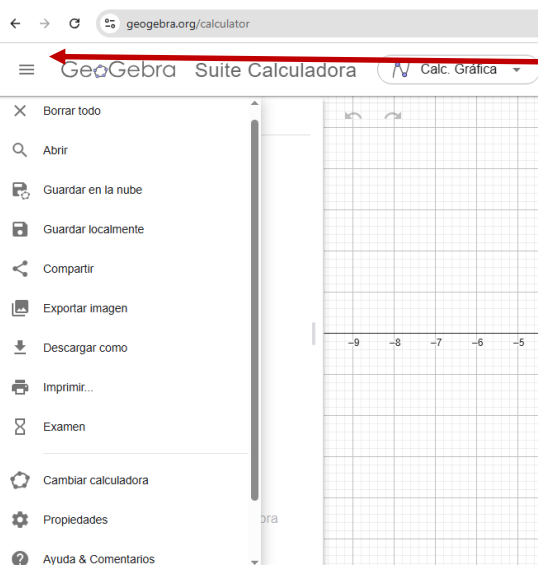 geogebra.org/calculator
GeoGebra Suite Calculadora Calc. Gráfica
Borrar todo
Abrir
Guardar en la nube
Guardar localmente
Compartir
Exportar imagen
Descargar como
Imprimir...
Examen
Cambiar calculadora
Propiedades
Ayuda & Comentarios
-9 -8 -7 -6 -5